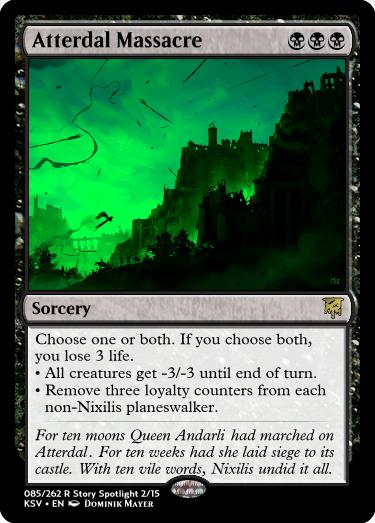 Atterdal Massacre
Sorcery
Choose one or both. If you choose both,
you lose 3 life.
• All creatures get -3/-3 until end of turn.
• Remove three loyalty counters from each
non-Nixilis planeswalker.
For ten moons Queen Andarli had marched on
Atterdal. For ten weeks had she laid siege to its
castle. With ten vile words, Nixilis undid it all.
085/262 R Story Spotlight 2/15
KSV • EN DOMINIK MAYER